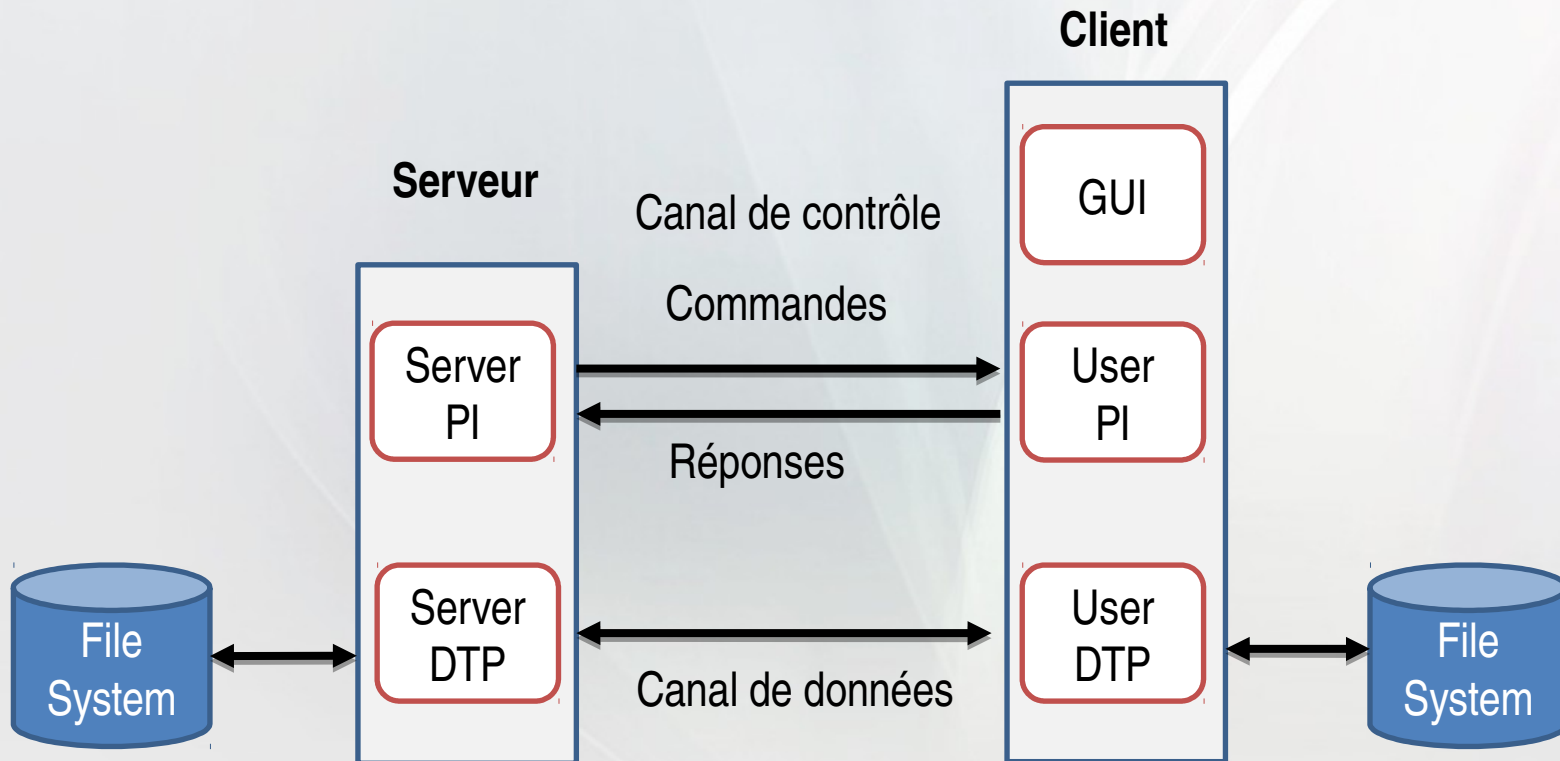 Client
Serveur
GUI
Canal de contrôle
Commandes
Server
PI
User
PI
Réponses
File
System
Server
DTP
User
DTP
Canal de données
File
System